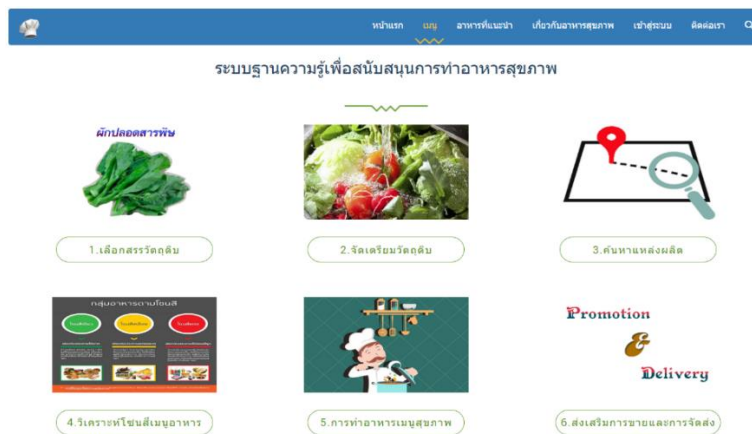 หน้าแรก เมนู อาหารที่แนะนำ เกี่ยวกับอาหารสุขภาพ เข้าสู่ระบบ ติดต่อเรา
ระบบฐานความรู้เพื่อสนับสนุนการทำอาหารสุขภาพ
ผักปลอดสารพิษ
1.เลือกสรรวัตถุดิบ
2.จัดเตรียมวัตถุดิบ
3.ค้นหาแหล่งผลิต
กลุ่มอาหารตามโซนสี
Promotion
&
Delivery
4.วิเคราะห์โซนสีเมนูอาหาร
5.การทำอาหารเมนูสุขภาพ
6.ส่งเสริมการขายและการจัดส่ง